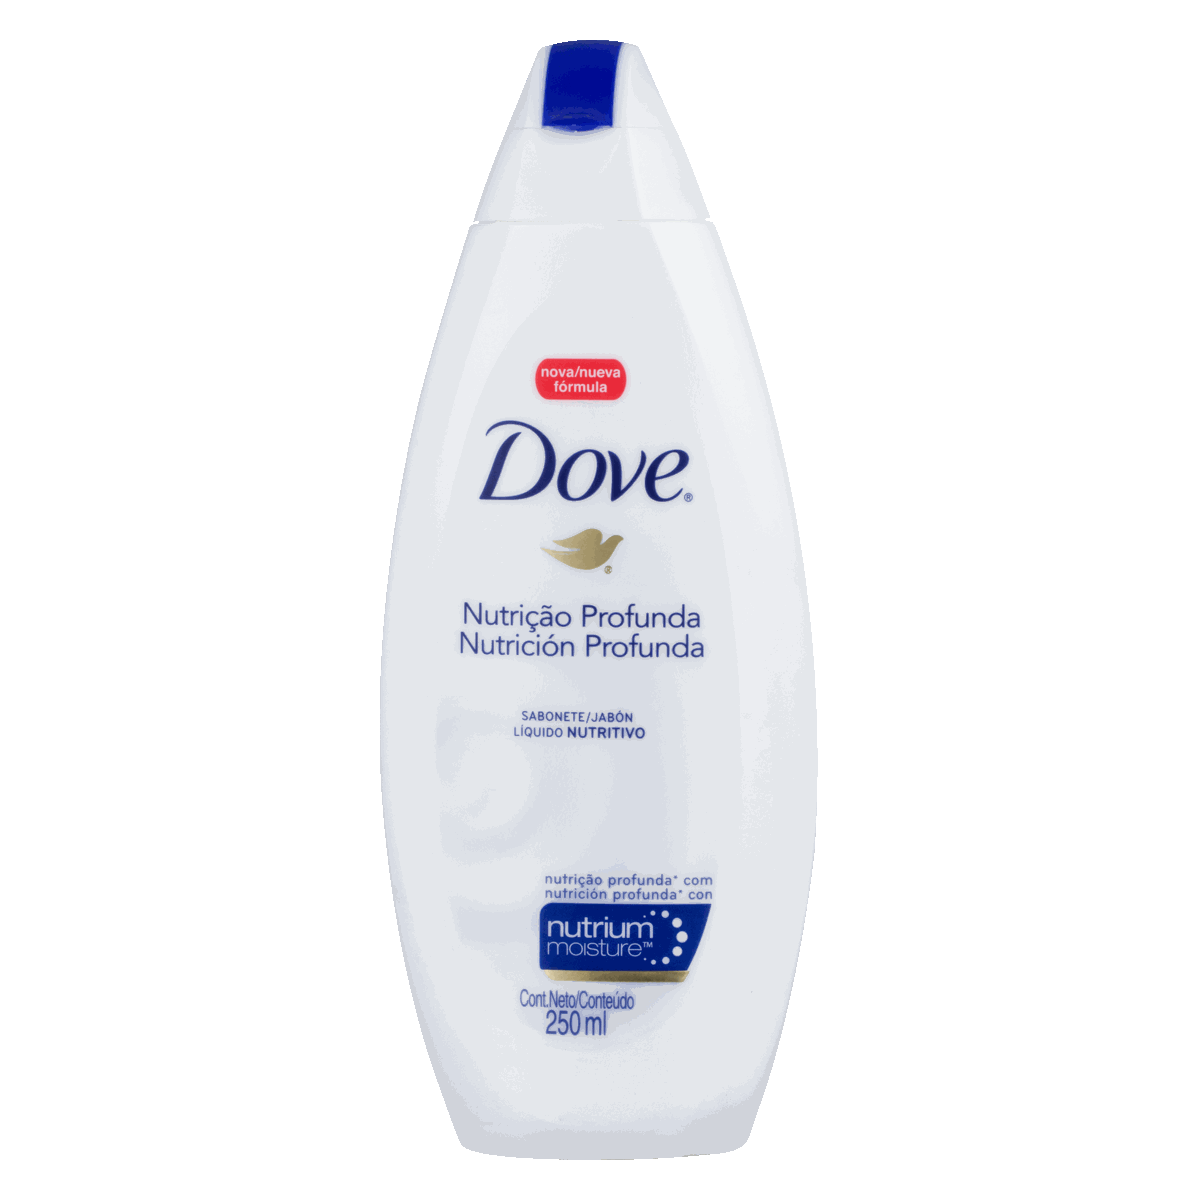 nova/nueva
fórmula
Dove®
®
Nutrição Profunda
Nutrición Profunda
SABONETE/JABÓN
LÍQUIDO NUTRITIVO
nutrição profunda* com
nutrición profunda* con
nutrium
moisture™
Cont.Neto/Conteúdo
250 ml